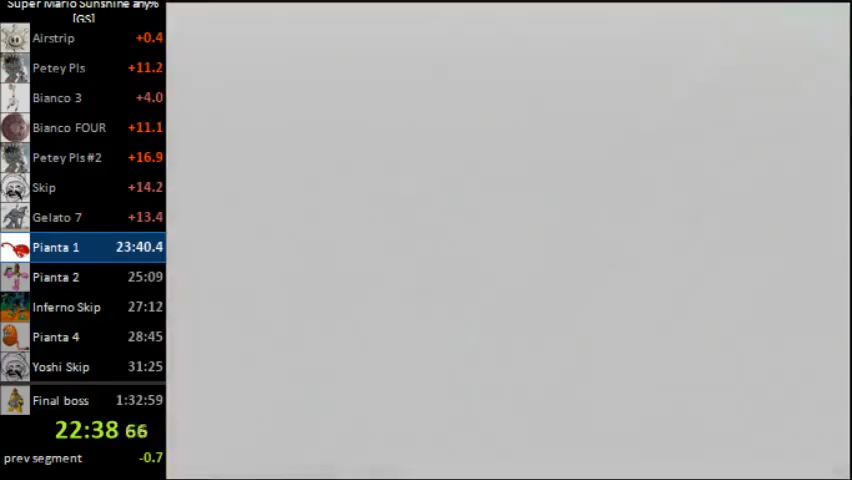 Super Mario Sunshine any%
[GS]
Airstrip +0.4
Petey Pls +11.2
Bianco 3 +4.0
Bianco FOUR +11.1
Petey Pls #2 +16.9
Skip +14.2
Gelato 7 +13.4
Pianta 1 23:40.4
Pianta 2 25:09
Inferno Skip 27:12
Pianta 4 28:45
Yoshi Skip 31:25
Final boss 1:32:59
22:38 66
prev segment -0.7